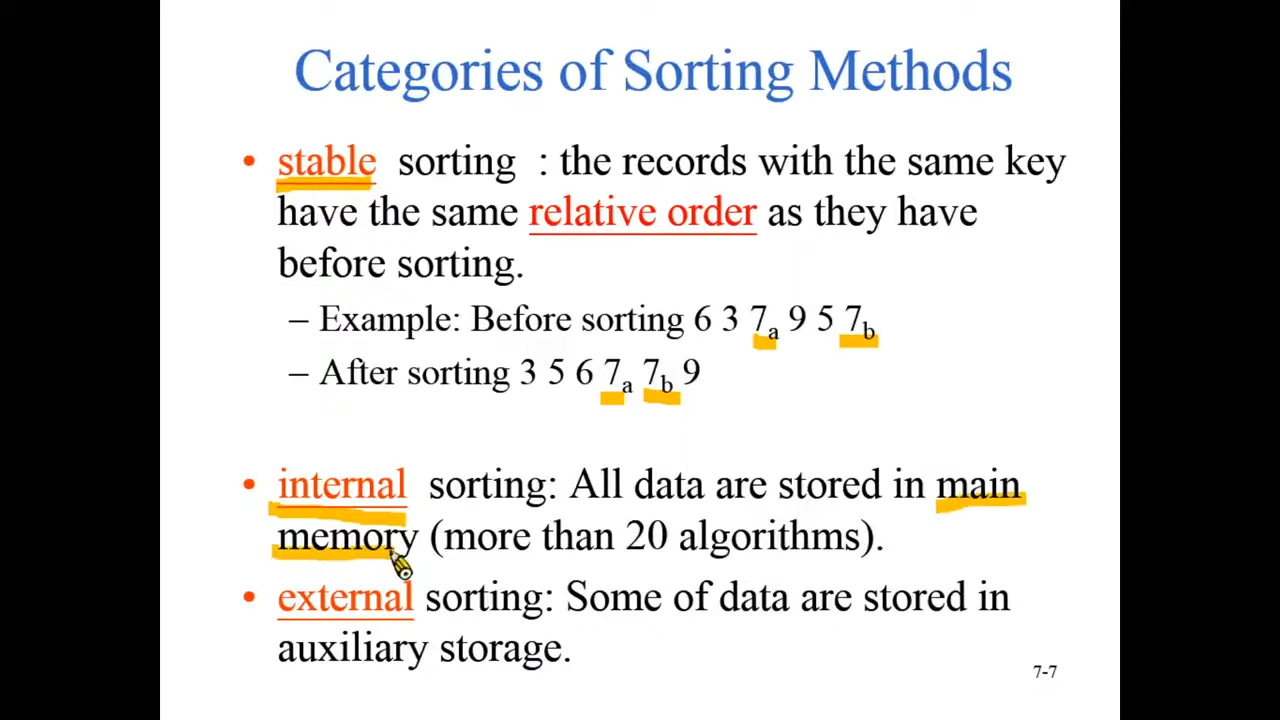 Categories of Sorting Methods
• stable sorting : the records with the same key
have the same relative order as they have
before sorting.
– Example: Before sorting 6 3 7a 9 5 7b
– After sorting 3 5 6 7a 7b 9
• internal sorting: All data are stored in main
memory (more than 20 algorithms).
• external sorting: Some of data are stored in
auxiliary storage.
7-7